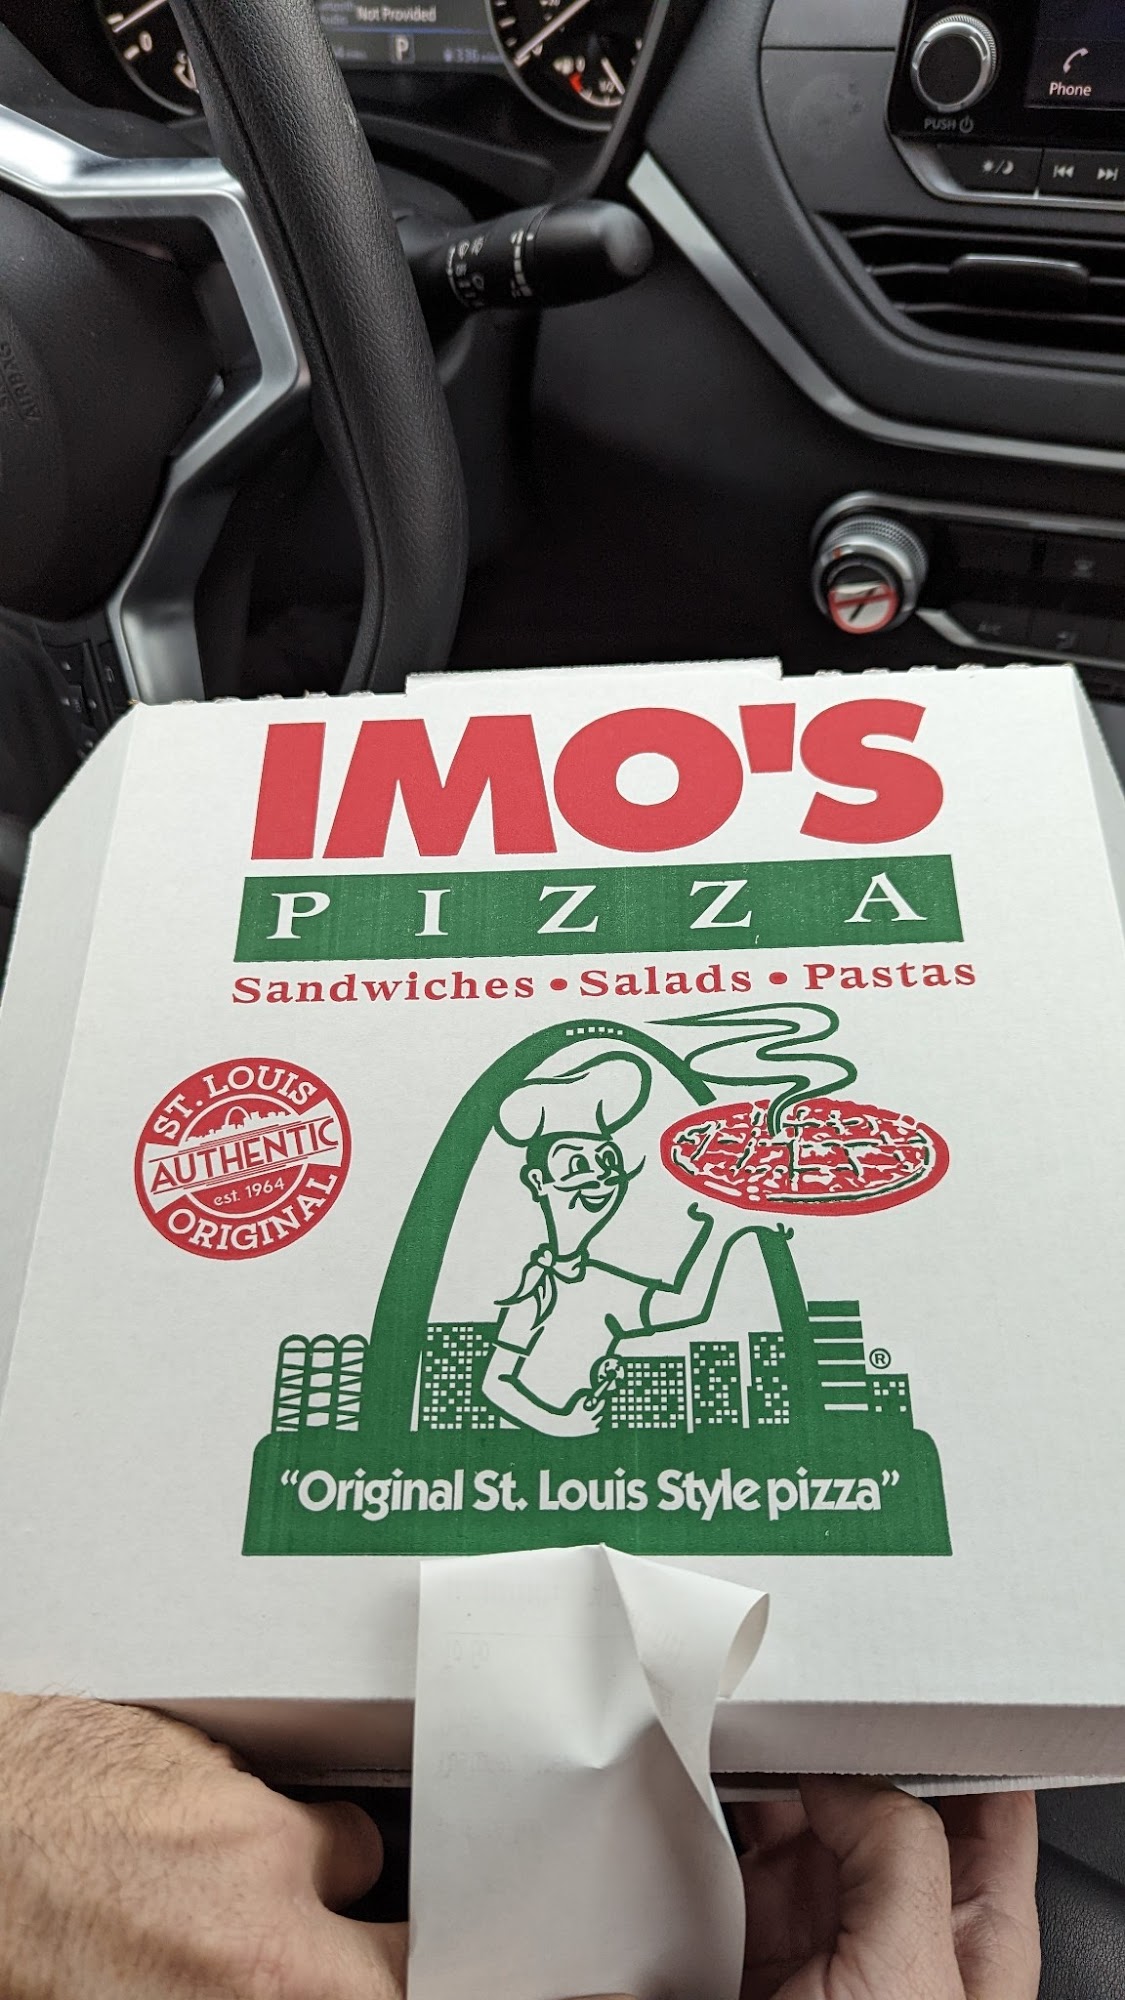 Not Provided
P
PUSH
Phone
AIRBAG
A/C
IMO'S
PIZZA
Sandwiches • Salads • Pastas
ST. LOUIS
AUTHENTIC
est. 1964
ORIGINAL
®
"Original St. Louis Style pizza"